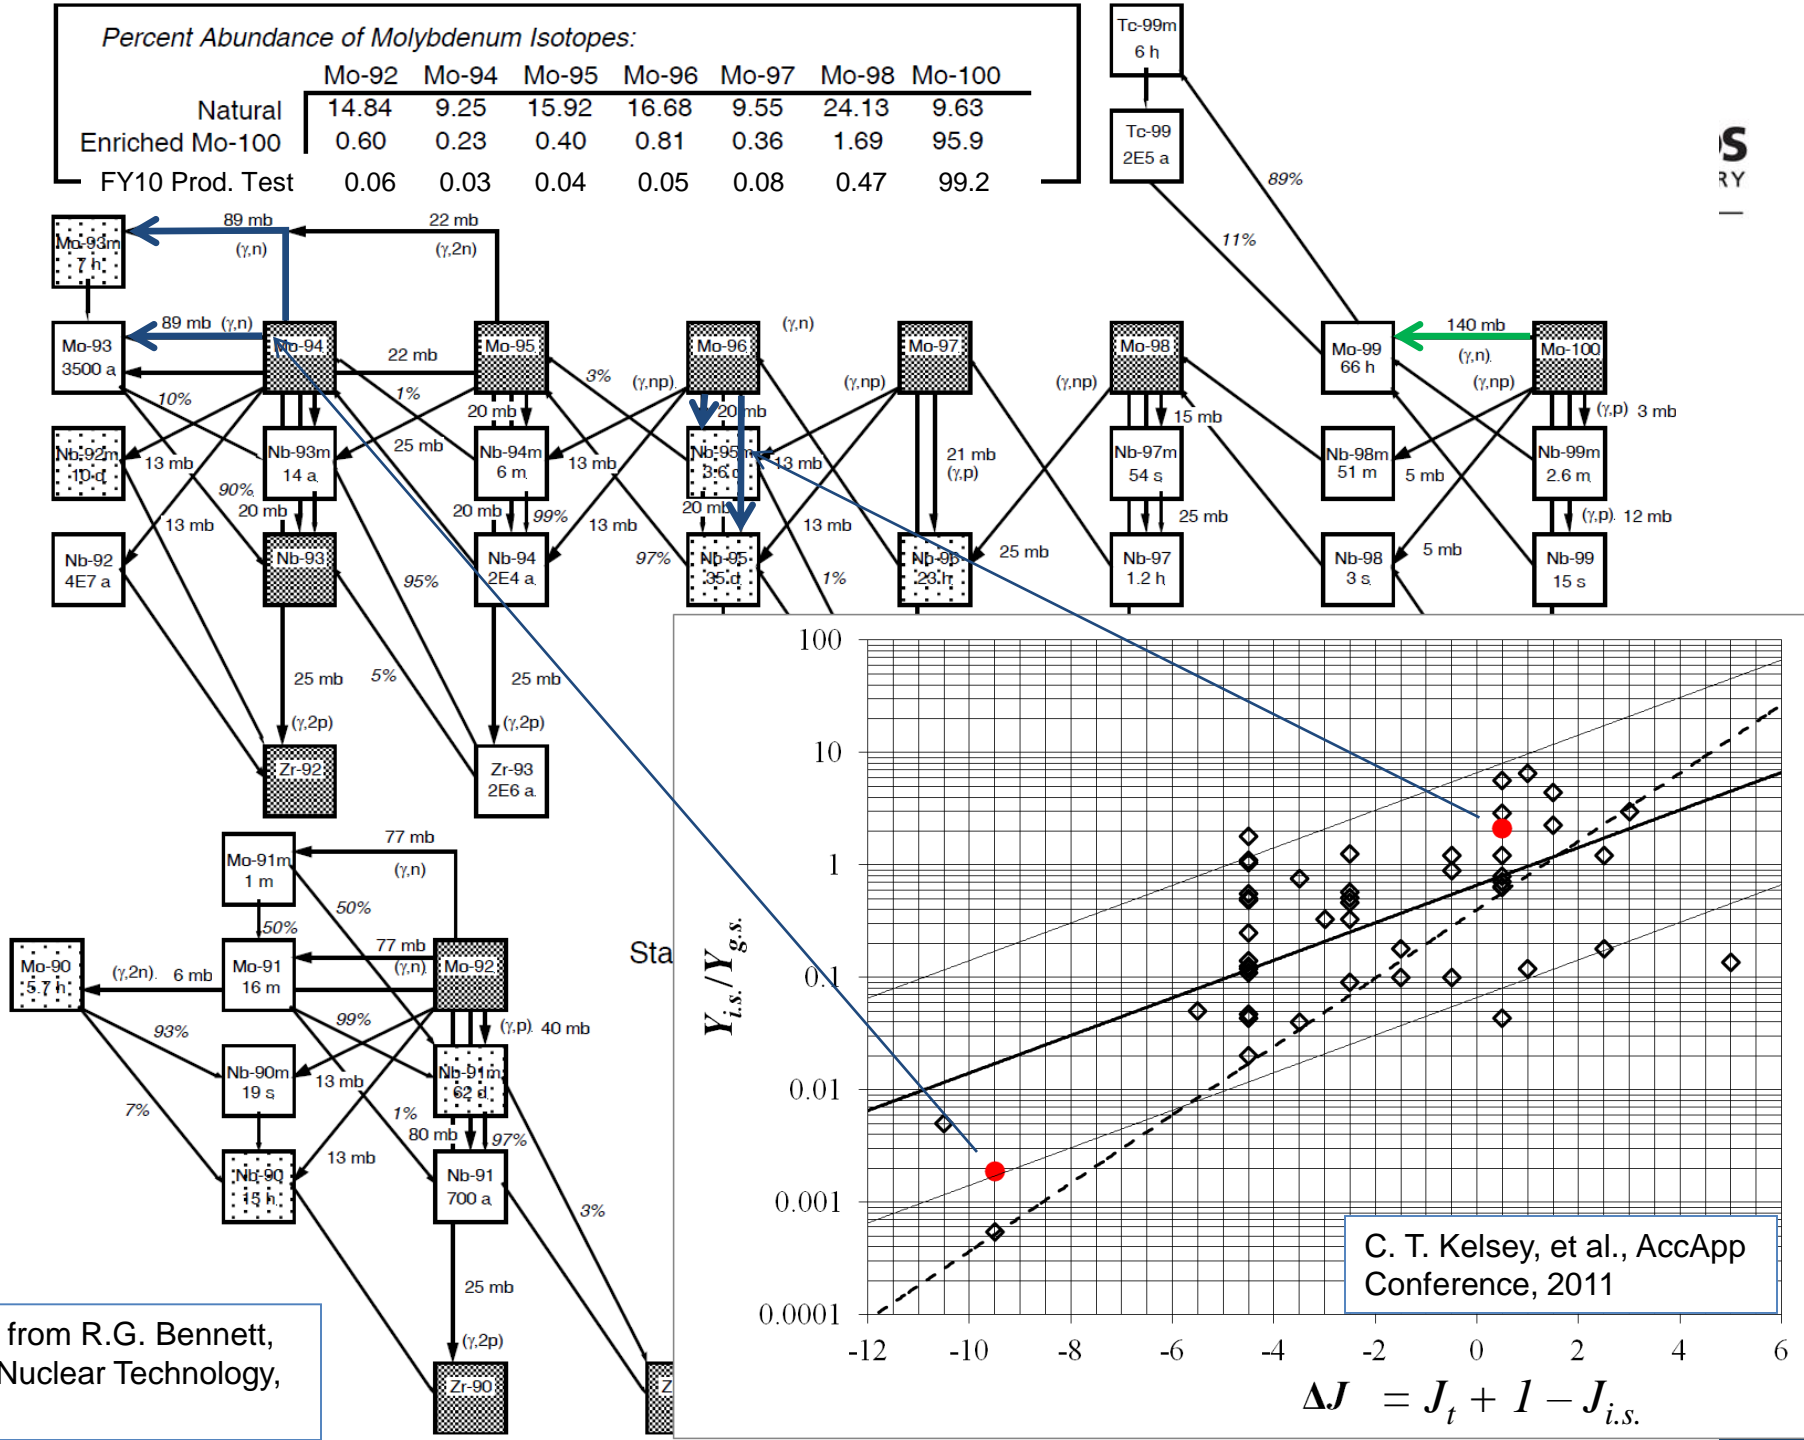 Percent Abundance of Molybdenum Isotopes:
Mo-92 Mo-94 Mo-95 Mo-96 Mo-97 Mo-98 Mo-100
Natural 14.84 9.25 15.92 16.68 9.55 24.13 9.63
Enriched Mo-100 0.60 0.23 0.40 0.81 0.36 1.69 95.9
FY10 Prod. Test 0.06 0.03 0.04 0.05 0.08 0.47 99.2
Tc-99m
6 h
Tc-99
2E5 a
S
RY
89%
11%
89 mb
(γ,n)
22 mb
(γ,2n)
Mo-93m
7 h
Mo-93
3500 a
89 mb (γ,n)
Mo-94
22 mb
Mo-95
Mo-96
(γ,n)
Mo-97
Mo-98
Mo-99
66 h
140 mb
(γ,n)
Mo-100
10%
1%
3%
(γ,np)
(γ,np)
(γ,np)
(γ,np)
(γ,p) 3 mb
20 mb
20 mb
15 mb
Nb-92m
10 d
13 mb
Nb-93m
14 a
25 mb
Nb-94m
6 m
13 mb
Nb-95m
3.6 d
13 mb
21 mb
(γ,p)
Nb-97m
54 s
Nb-98m
51 m
5 mb
Nb-99m
2.6 m
90%
20 mb
13 mb
20 mb
99%
13 mb
20 mb
13 mb
25 mb
(γ,p) 12 mb
Nb-92
4E7 a
Nb-93
95%
Nb-94
2E4 a
97%
Nb-95
35 d
1%
Nb-96
23 h
25 mb
Nb-97
1.2 h
Nb-98
3 s
5 mb
Nb-99
15 s
25 mb
5%
25 mb
(γ,2p)
(γ,2p)
Zr-92
Zr-93
2E6 a
77 mb
(γ,n)
Mo-91m
1 m
50%
50%
77 mb
(γ,n)
Mo-90
5.7 h
(γ,2n) 6 mb
Mo-91
16 m
Mo-92
93%
99%
(γ,p) 40 mb
Nb-90m
19 s
13 mb
Nb-91m
62 d
7%
1%
80 mb
97%
13 mb
Nb-90
15 h
Nb-91
700 a
3%
25 mb
(γ,2p)
Zr-90
Z
Sta
from R.G. Bennett,
Nuclear Technology,
100
10
1
0.1
0.01
0.001
0.0001
Yi.s./Yg.s.
-12 -10 -8 -6 -4 -2 0 2 4 6
ΔJ = Jt + 1 − Ji.s.
C. T. Kelsey, et al., AccApp
Conference, 2011